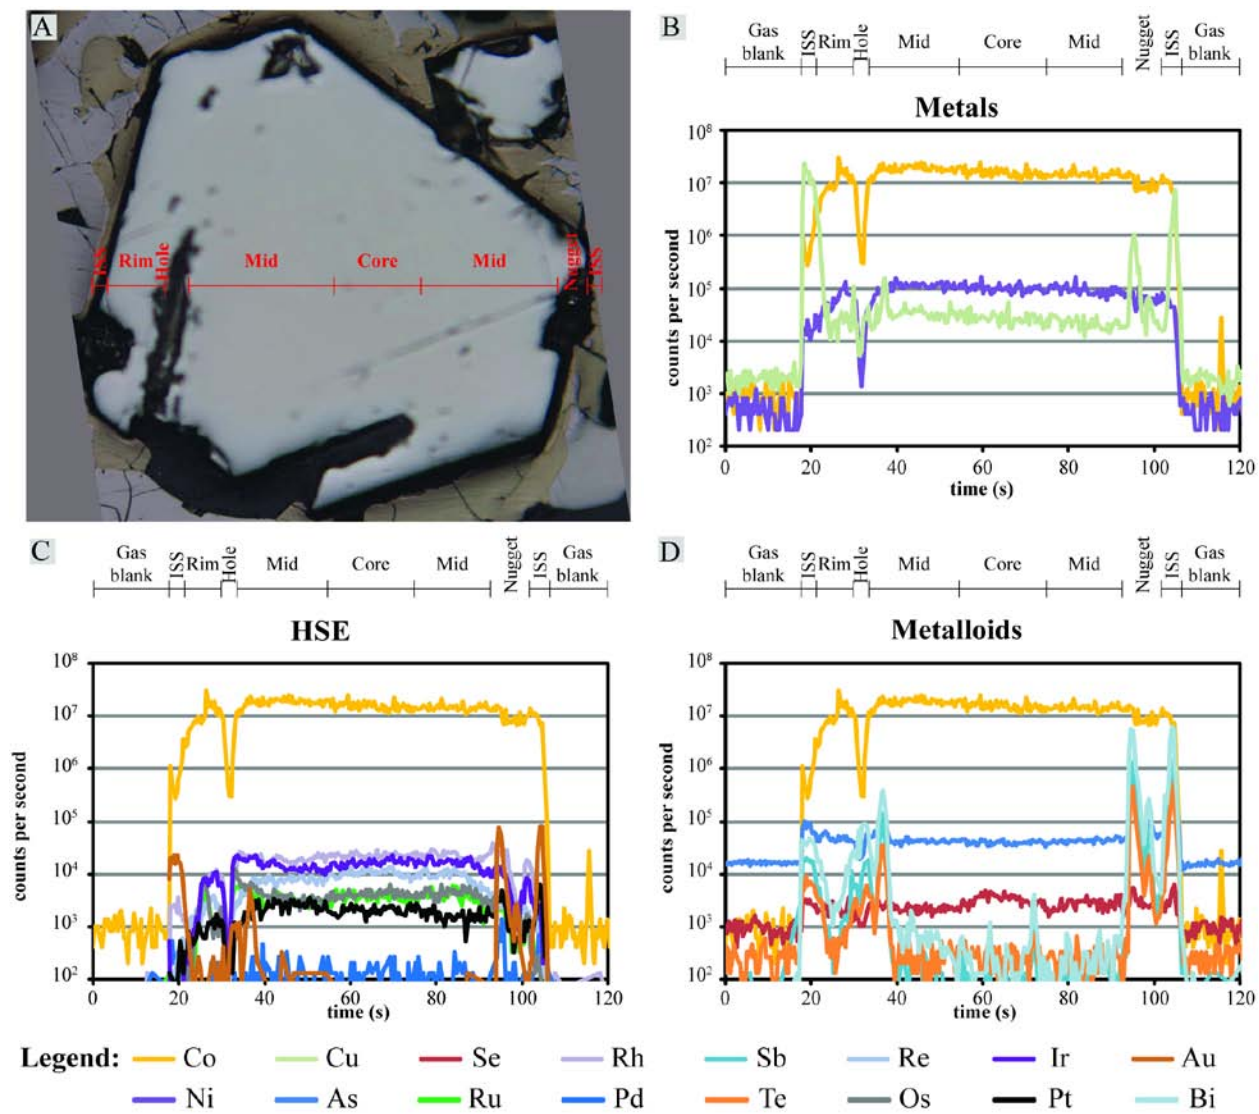 A
ISS
Rim
Hole
Mid
Core
Mid
Nugget
ISS
B
Gas blank
ISS
Rim
Hole
Mid
Core
Mid
Nugget
ISS
Gas blank
Metals
10⁸
10⁷
10⁶
10⁵
10⁴
10³
10²
counts per second
0 20 40 60 80 100 120
time (s)
C
Gas blank
ISS
Rim
Hole
Mid
Core
Mid
Nugget
ISS
Gas blank
HSE
10⁸
10⁷
10⁶
10⁵
10⁴
10³
10²
counts per second
0 20 40 60 80 100 120
time (s)
D
Gas blank
ISS
Rim
Hole
Mid
Core
Mid
Nugget
ISS
Gas blank
Metalloids
10⁸
10⁷
10⁶
10⁵
10⁴
10³
10²
counts per second
0 20 40 60 80 100 120
time (s)
Legend: Co Cu Se Rh Sb Re Ir Au
Ni As Ru Pd Te Os Pt Bi